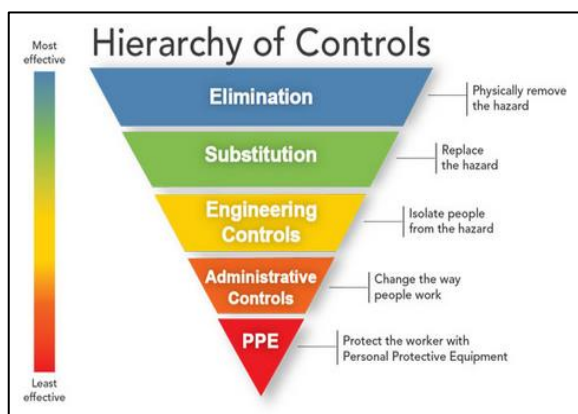 Hierarchy of Controls
Most
effective
Elimination
Physically remove
the hazard
Substitution
Replace
the hazard
Engineering
Controls
Isolate people
from the hazard
Administrative
Controls
Change the way
people work
PPE
Protect the worker with
Personal Protective Equipment
Least
effective